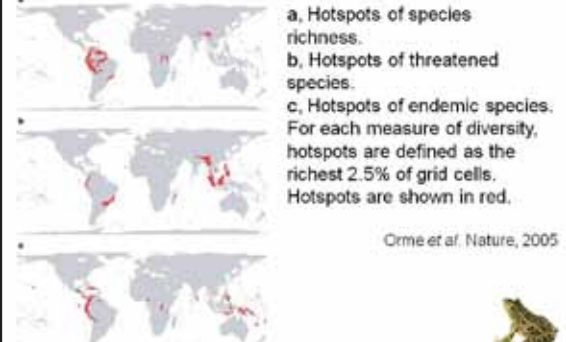 a, Hotspots of species
richness.
b, Hotspots of threatened
species.
c, Hotspots of endemic species.
For each measure of diversity,
hotspots are defined as the
richest 2.5% of grid cells.
Hotspots are shown in red.
Orme et al. Nature, 2005
b
c